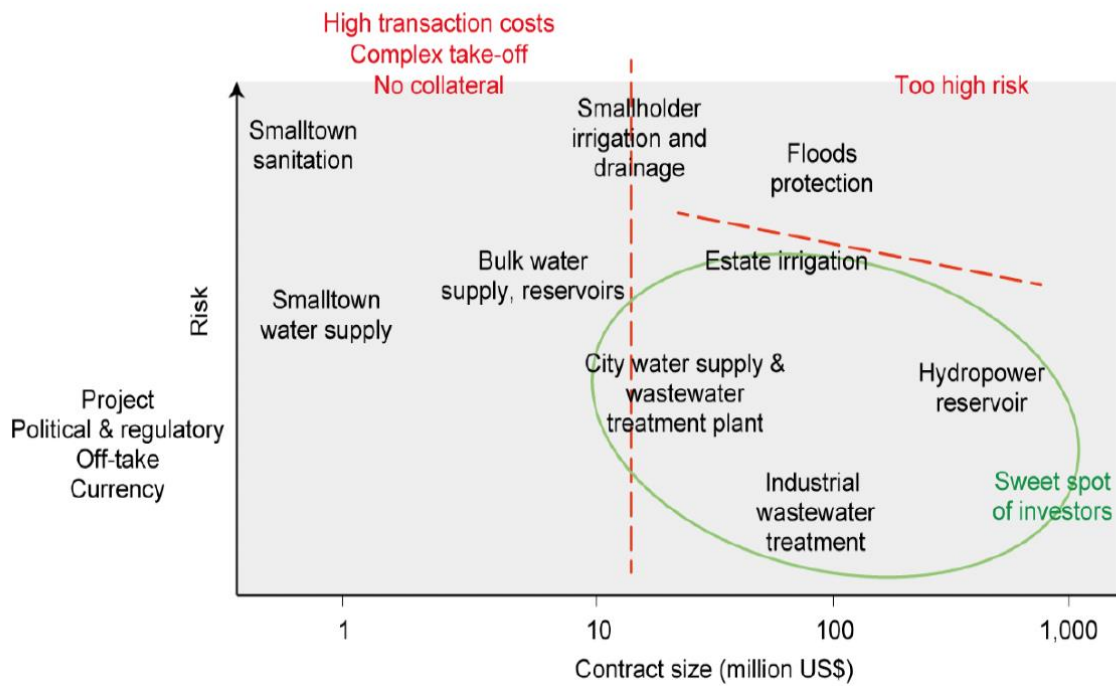 High transaction costs
Complex take-off
No collateral
Too high risk
Smalltown
sanitation
Smallholder
irrigation and
drainage
Floods
protection
Bulk water
supply, reservoirs
Estate irrigation
Smalltown
water supply
Risk
City water supply &
wastewater
treatment plant
Hydropower
reservoir
Project
Political & regulatory
Off-take
Currency
Industrial
wastewater
treatment
Sweet spot
of investors
1
10
100
1,000
Contract size (million US$)